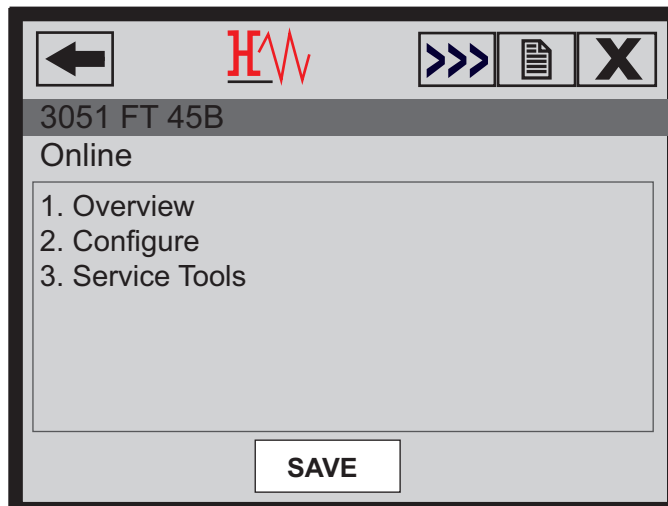 >>>
X
3051 FT 45B
Online
1. Overview
2. Configure
3. Service Tools
SAVE